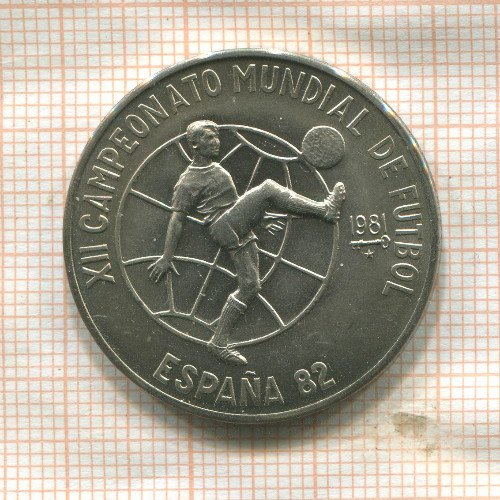 XII CAMPEONATO MUNDIAL DE FUTBOL
1981
ESPAÑA 82